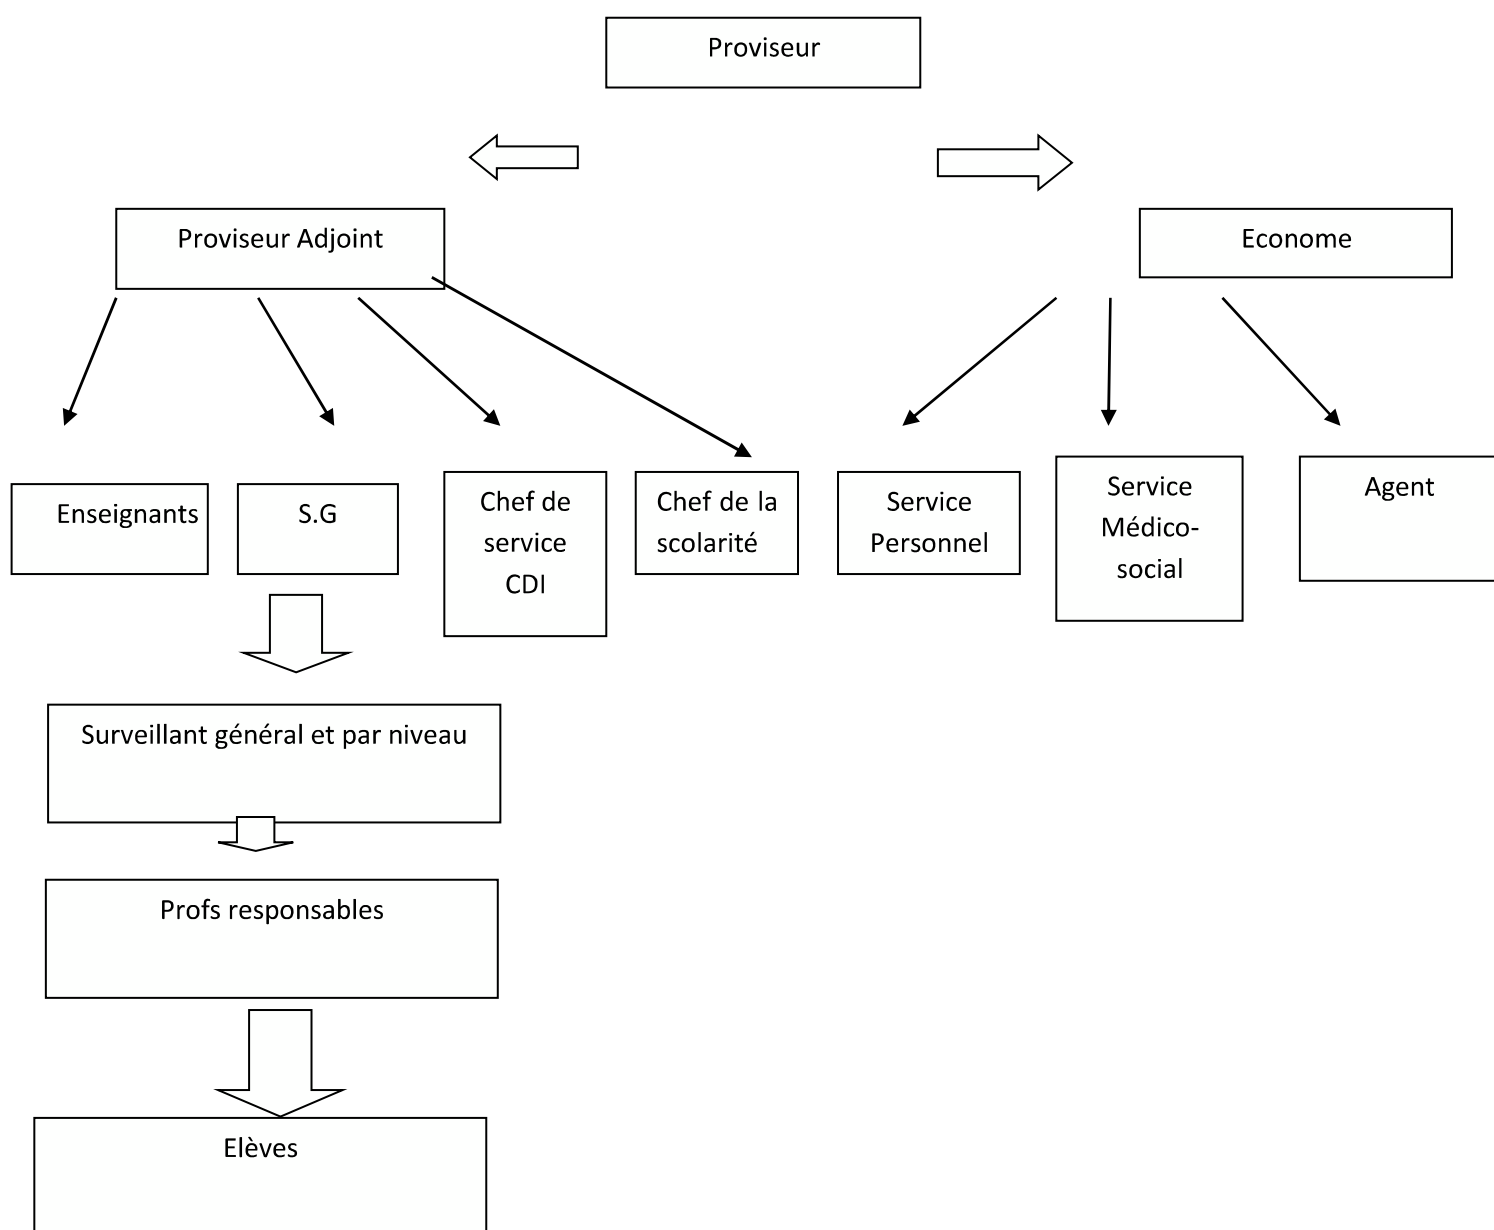 Proviseur
Proviseur Adjoint
Econome
Enseignants
S.G
Chef de
service
CDI
Chef de la
scolarité
Service
Personnel
Service
Médico-
social
Agent
Surveillant général et par niveau
Profs responsables
Elèves